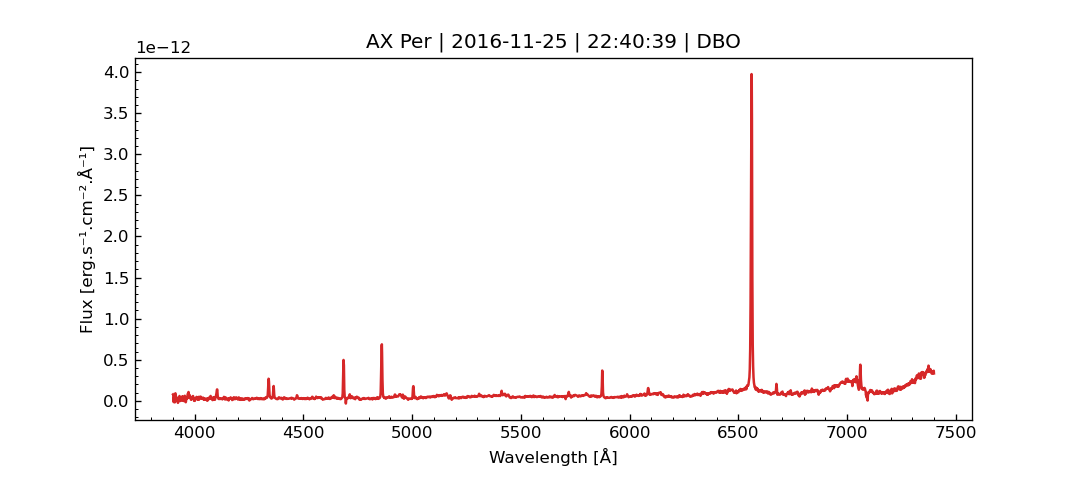 AX Per | 2016-11-25 | 22:40:39 | DBO
1e−12
4.0
3.5
3.0
2.5
2.0
1.5
1.0
0.5
0.0
Flux [erg.s⁻¹.cm⁻².Å⁻¹]
4000 4500 5000 5500 6000 6500 7000 7500
Wavelength [Å]